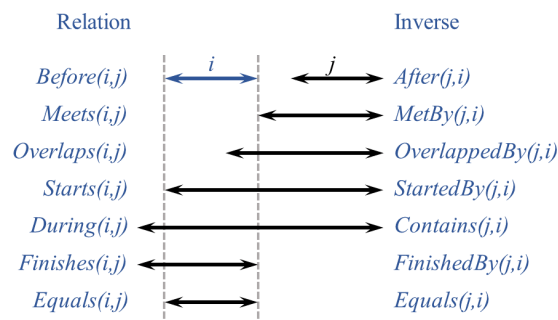 Relation Inverse
Before(i,j) i j After(j,i)
Meets(i,j) MetBy(j,i)
Overlaps(i,j) OverlappedBy(j,i)
Starts(i,j) StartedBy(j,i)
During(i,j) Contains(j,i)
Finishes(i,j) FinishedBy(j,i)
Equals(i,j) Equals(j,i)